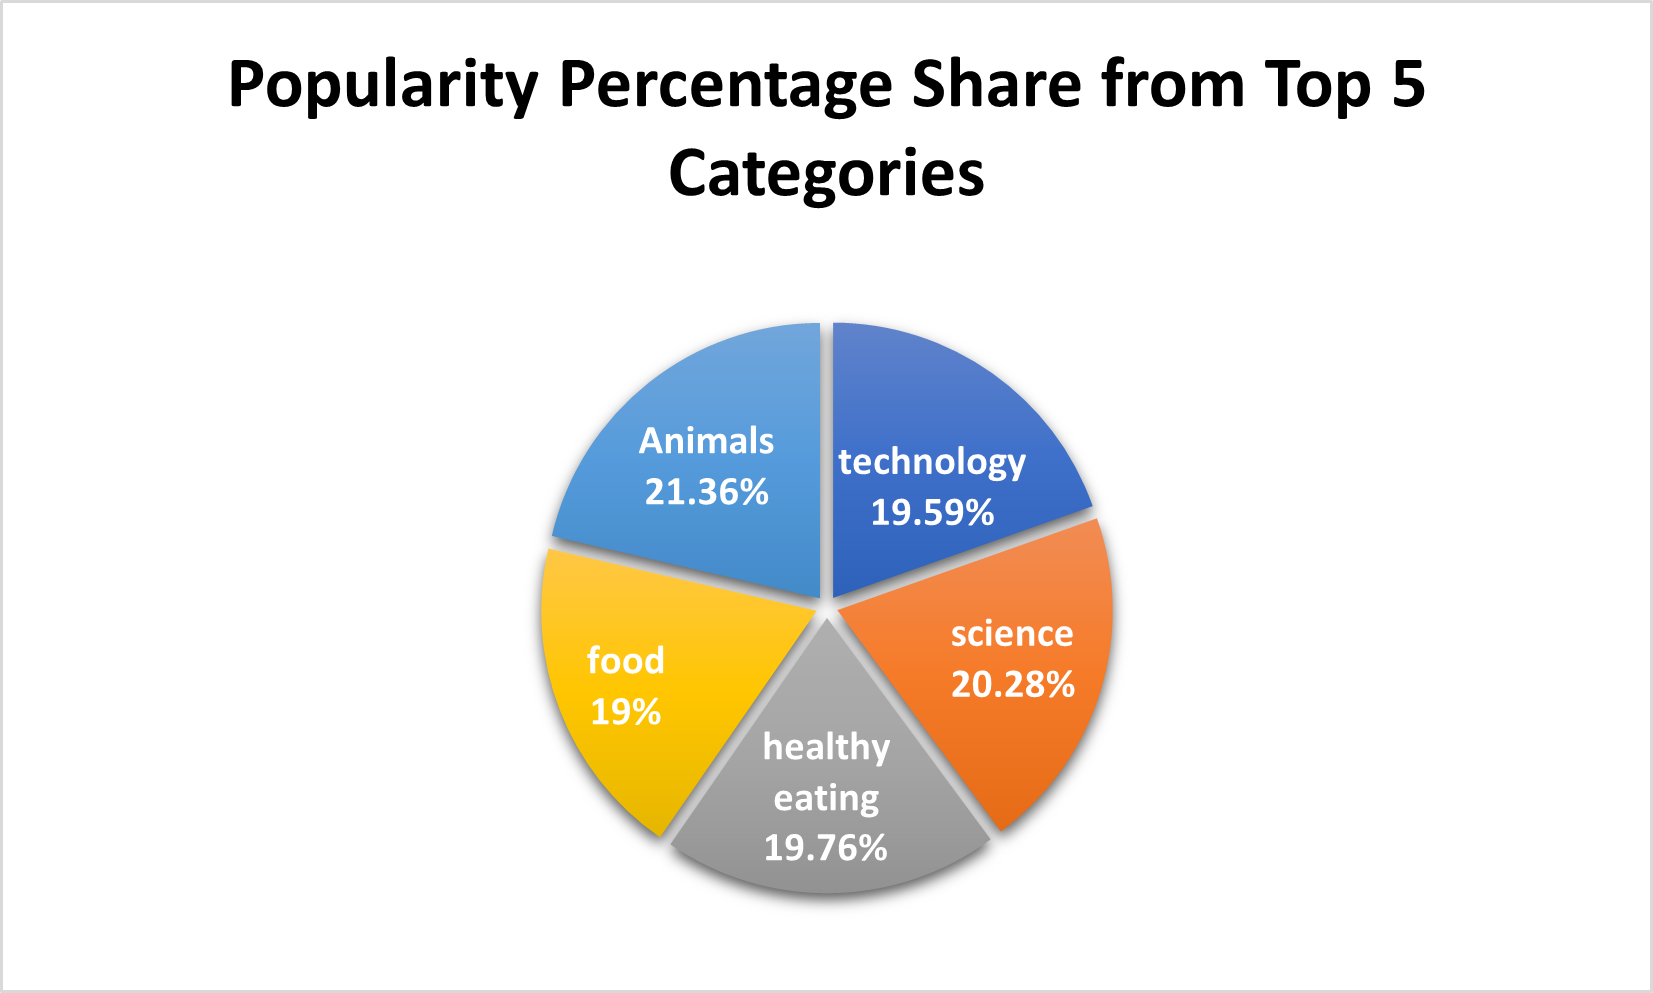 Popularity Percentage Share from Top 5
Categories
Animals
21.36%
technology
19.59%
science
20.28%
food
19%
healthy
eating
19.76%